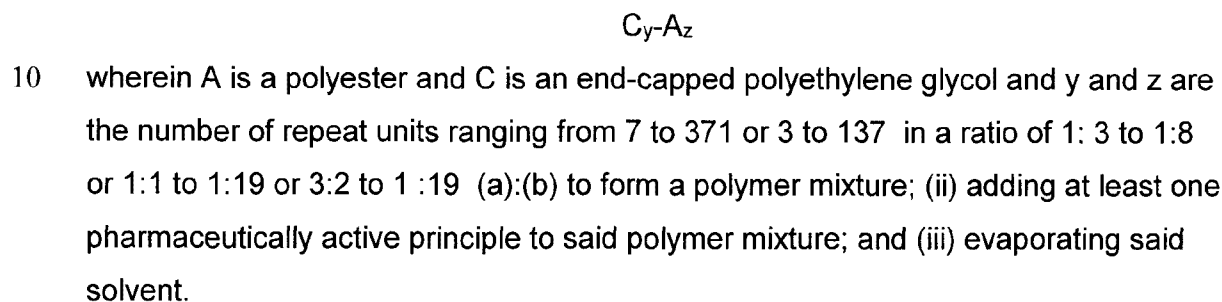 Cy-Az
10 wherein A is a polyester and C is an end-capped polyethylene glycol and y and z are
the number of repeat units ranging from 7 to 371 or 3 to 137 in a ratio of 1: 3 to 1:8
or 1:1 to 1:19 or 3:2 to 1 :19 (a):(b) to form a polymer mixture; (ii) adding at least one
pharmaceutically active principle to said polymer mixture; and (iii) evaporating said
solvent.